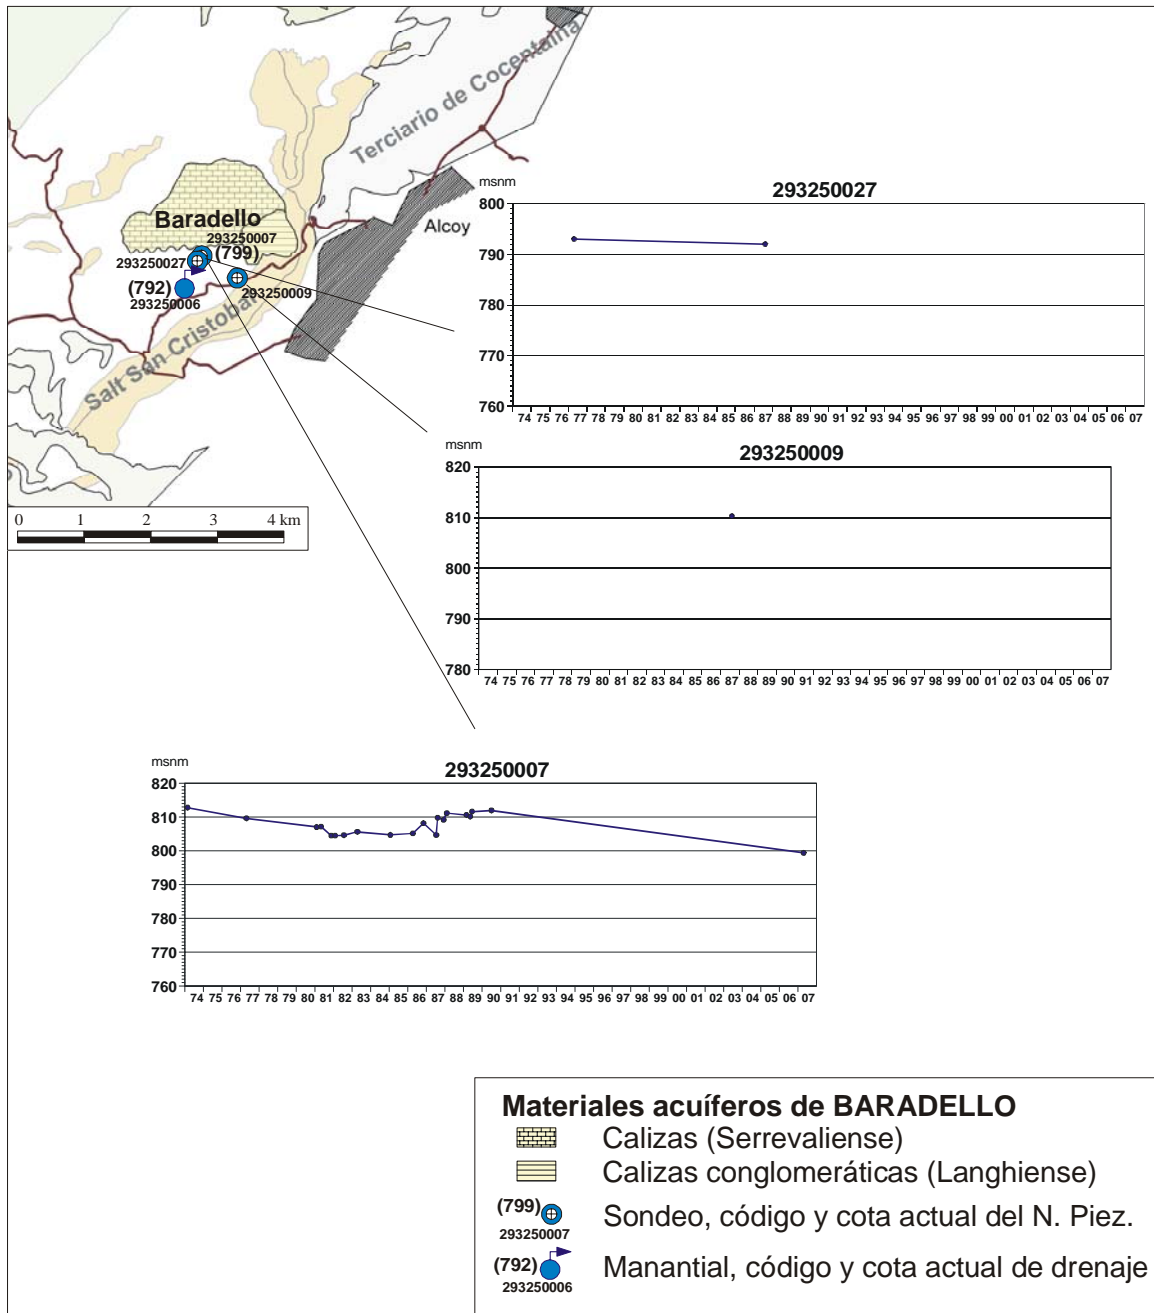 Terciario de Cocentaina
Baradello
293250007
(799)
293250027
(792)
293250006
293250009
Alcoy
Salt San Cristobal
0 1 2 3 4 km
msnm
293250027
800
790
780
770
760
74 75 76 77 78 79 80 81 82 83 84 85 86 87 89 90 91 92 93 94 95 96 97 98 99 00 01 02 03 04 05 06 07
msnm
293250009
820
810
800
790
780
74 75 76 77 78 79 80 81 82 83 84 85 86 87 88 89 90 91 92 93 94 95 96 97 98 99 00 01 02 03 04 05 06 07
msnm
293250007
820
810
800
790
780
770
760
74 75 76 77 78 79 80 81 82 83 84 85 86 87 88 89 90 91 92 93 94 95 96 97 98 99 00 01 02 03 04 05 06 07
Materiales acuíferos de BARADELLO
Calizas (Serrevaliense)
Calizas conglomeráticas (Langhiense)
(799)
293250007
Sondeo, código y cota actual del N. Piez.
(792)
293250006
Manantial, código y cota actual de drenaje